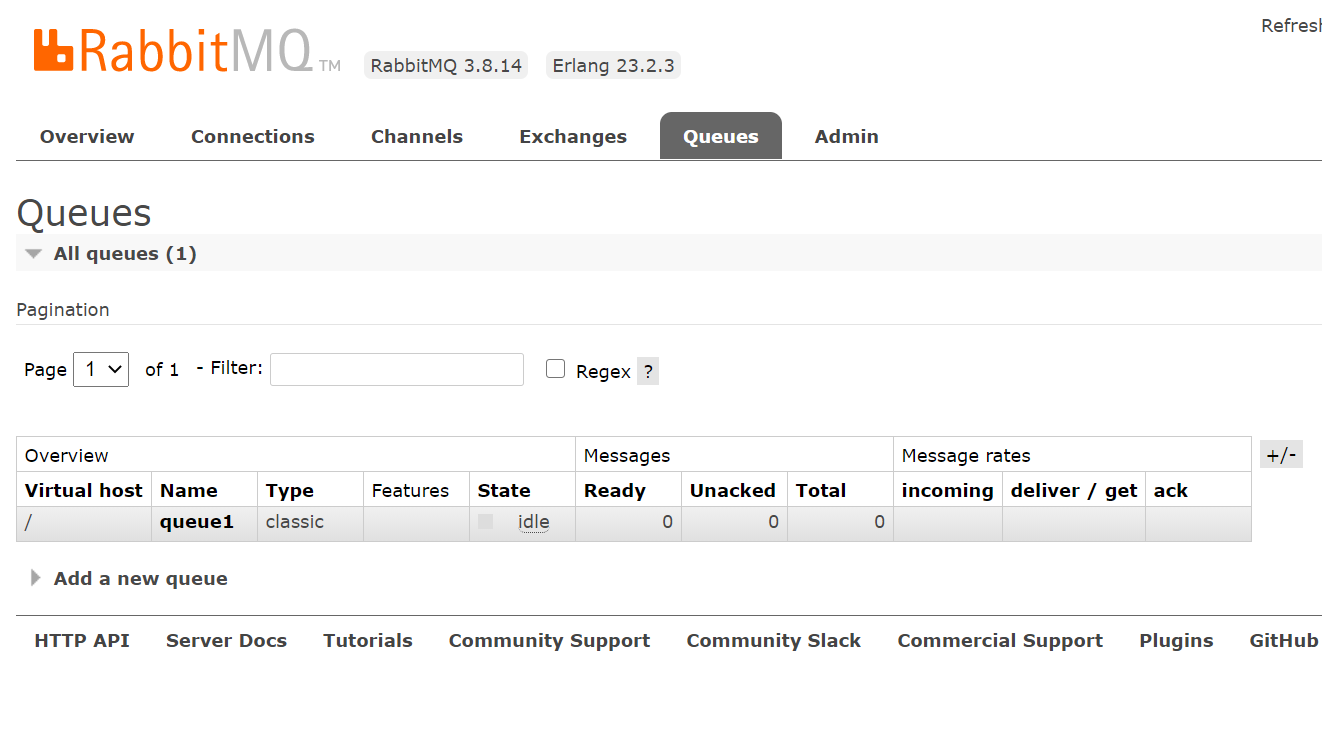 Refresh
RabbitMQ TM RabbitMQ 3.8.14 Erlang 23.2.3
Overview Connections Channels Exchanges Queues Admin
Queues
All queues (1)
Pagination
Page 1 of 1 - Filter: Regex ?
Overview Messages Message rates +/-
Virtual host Name Type Features State Ready Unacked Total incoming deliver / get ack
/ queue1 classic idle 0 0 0
Add a new queue
HTTP API Server Docs Tutorials Community Support Community Slack Commercial Support Plugins GitHub